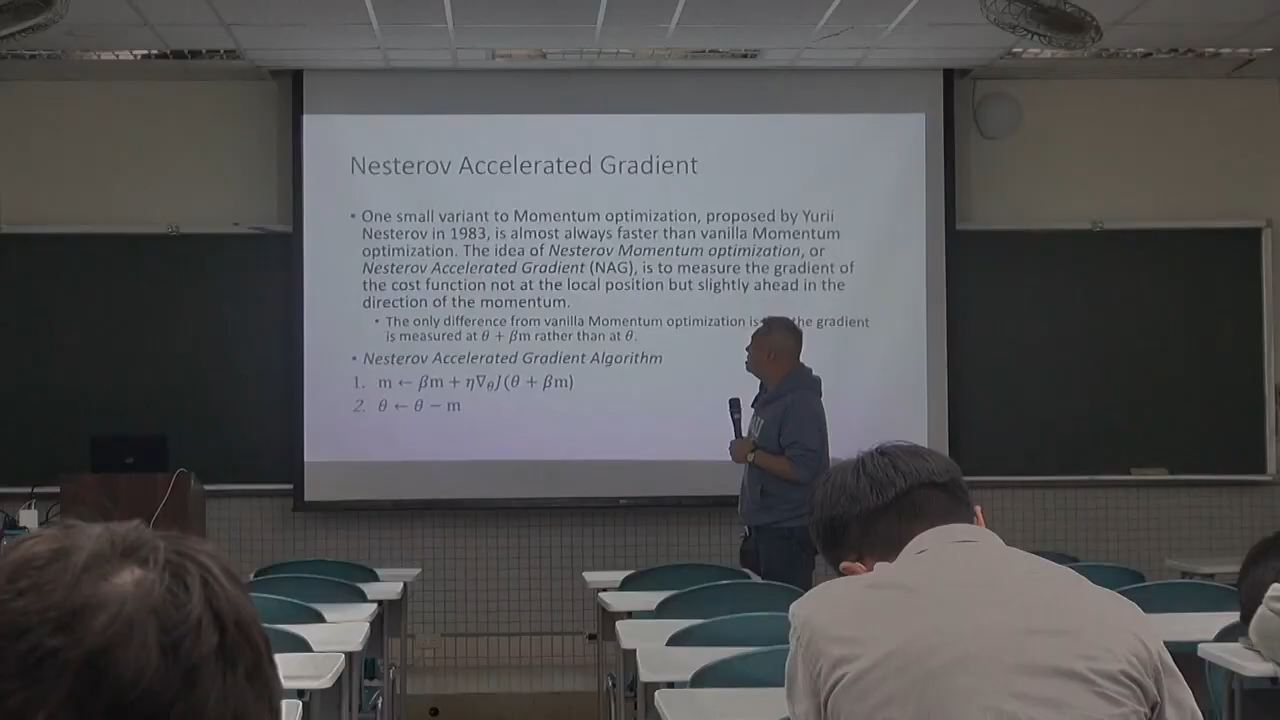 Nesterov Accelerated Gradient
• One small variant to Momentum optimization, proposed by Yurii
Nesterov in 1983, is almost always faster than vanilla Momentum
optimization. The idea of Nesterov Momentum optimization, or
Nesterov Accelerated Gradient (NAG), is to measure the gradient of
the cost function not at the local position but slightly ahead in the
direction of the momentum.
• The only difference from vanilla Momentum optimization is the gradient
is measured at θ + βm rather than at θ.
• Nesterov Accelerated Gradient Algorithm
1. m ← βm + η∇θJ(θ + βm)
2. θ ← θ − m